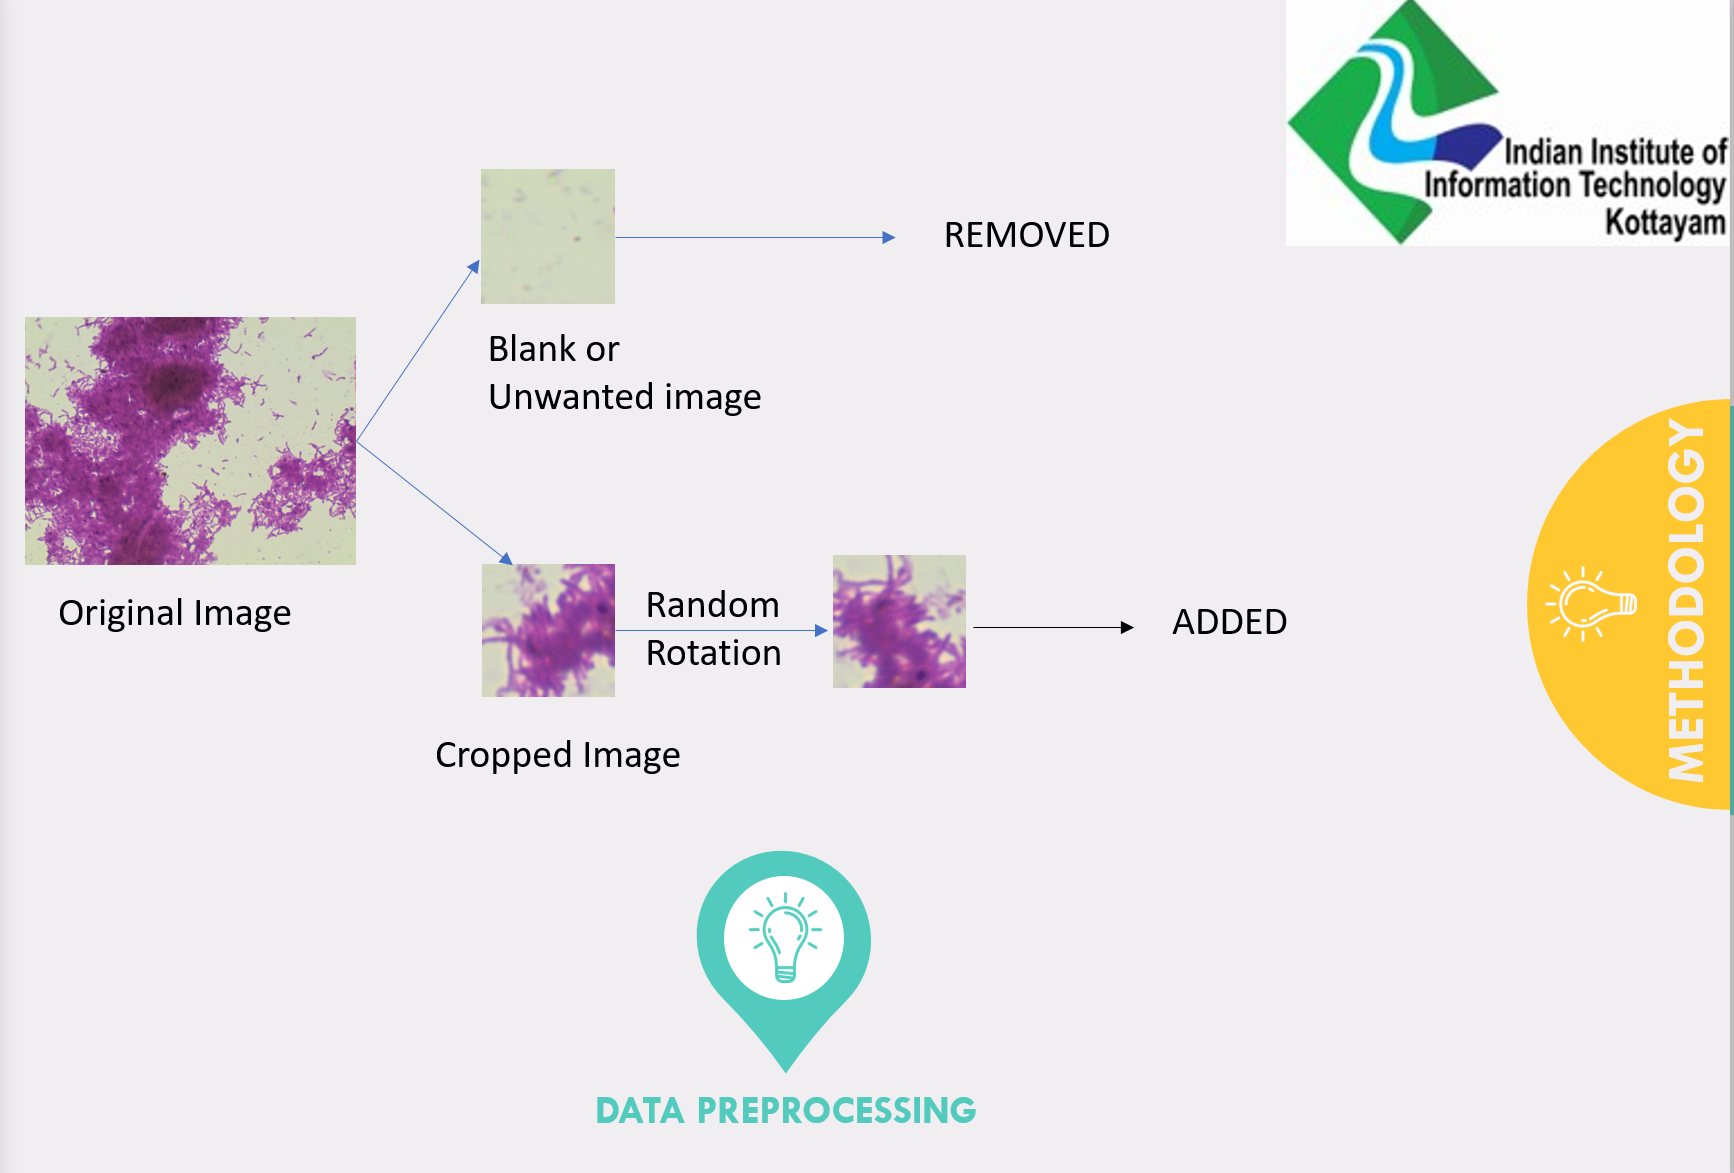 Indian Institute of
Information Technology
Kottayam
REMOVED
Blank or
Unwanted image
Original Image
Random
Rotation
ADDED
Cropped Image
METHODOLOGY
DATA PREPROCESSING